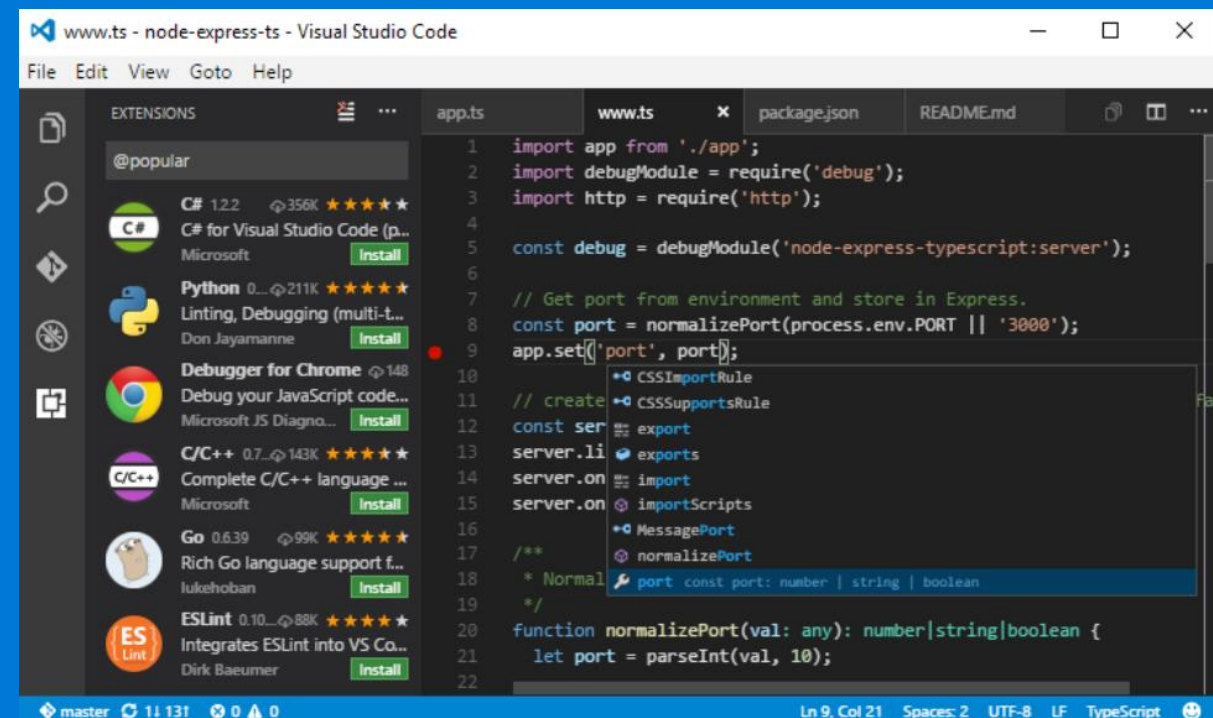 www.ts - node-express-ts - Visual Studio Code
File Edit View Goto Help
EXTENSIONS
@popular
C# 1.2.2 356K
C# for Visual Studio Code (p...
Microsoft Install
Python 0... 211K
Linting, Debugging (multi-t...
Don Jayamanne Install
Debugger for Chrome 148
Debug your JavaScript code...
Microsoft JS Diagno... Install
C/C++ 0.7... 143K
Complete C/C++ language ...
Microsoft Install
Go 0.6.39 99K
Rich Go language support f...
lukehoban Install
ESLint 0.10... 88K
Integrates ESLint into VS Co...
Dirk Baeumer Install
C#
C/C++
ES
Lint
app.ts www.ts package.json README.md
1 import app from './app';
2 import debugModule = require('debug');
3 import http = require('http');
4
5 const debug = debugModule('node-express-typescript:server');
6
7 // Get port from environment and store in Express.
8 const port = normalizePort(process.env.PORT || '3000');
9 app.set('port', port);
10
11 // create
12 const ser
13 server.li
14 server.on
15 server.on
16
17 /**
18 * Normal
19 */
20 function normalizePort(val: any): number|string|boolean {
21 let port = parseInt(val, 10);
22
CSSImportRule
CSSSupportsRule
export
exports
import
importScripts
MessagePort
normalizePort
port const port: number | string | boolean
master 1↓ 13↑ 0 0 Ln 9, Col 21 Spaces: 2 UTF-8 LF TypeScript